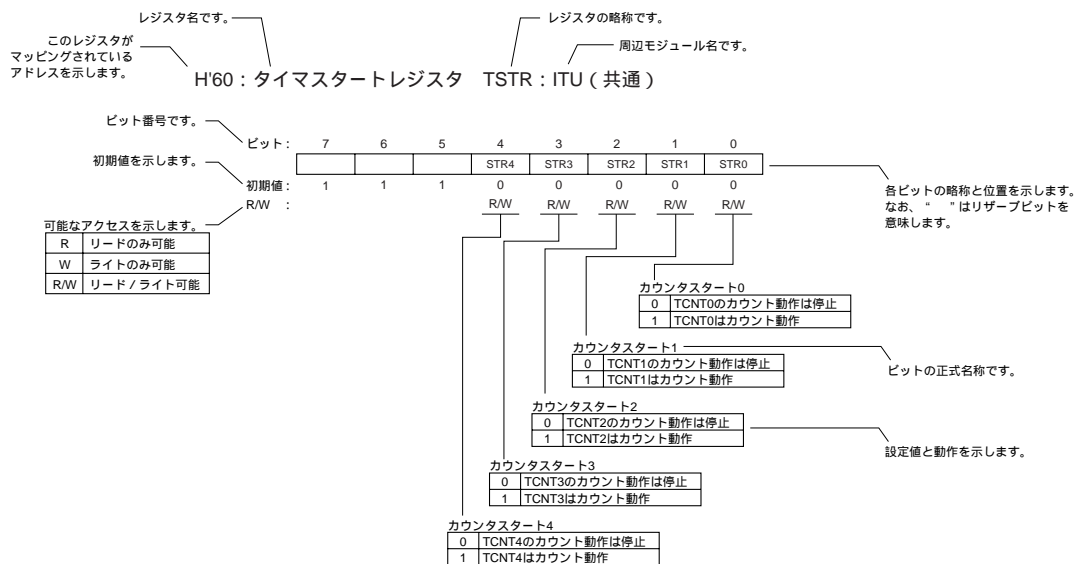 レジスタ名です。
レジスタの略称です。
このレジスタが
マッピングされている
アドレスを示します。
周辺モジュール名です。
H'60：タイマスタートレジスタ　TSTR：ITU（共通）
ビット番号です。
ビット： 7 6 5 4 3 2 1 0
STR4 STR3 STR2 STR1 STR0
初期値を示します。
初期値： 1 1 1 0 0 0 0 0
R/W ： R/W R/W R/W R/W R/W
各ビットの略称と位置を示します。
なお、“　”はリザーブビットを
意味します。
可能なアクセスを示します。
R リードのみ可能
W ライトのみ可能
R/W リード / ライト可能
カウンタスタート0
0 TCNT0のカウント動作は停止
1 TCNT0はカウント動作
カウンタスタート1
0 TCNT1のカウント動作は停止
1 TCNT1はカウント動作
ビットの正式名称です。
カウンタスタート2
0 TCNT2のカウント動作は停止
1 TCNT2はカウント動作
設定値と動作を示します。
カウンタスタート3
0 TCNT3のカウント動作は停止
1 TCNT3はカウント動作
カウンタスタート4
0 TCNT4のカウント動作は停止
1 TCNT4はカウント動作